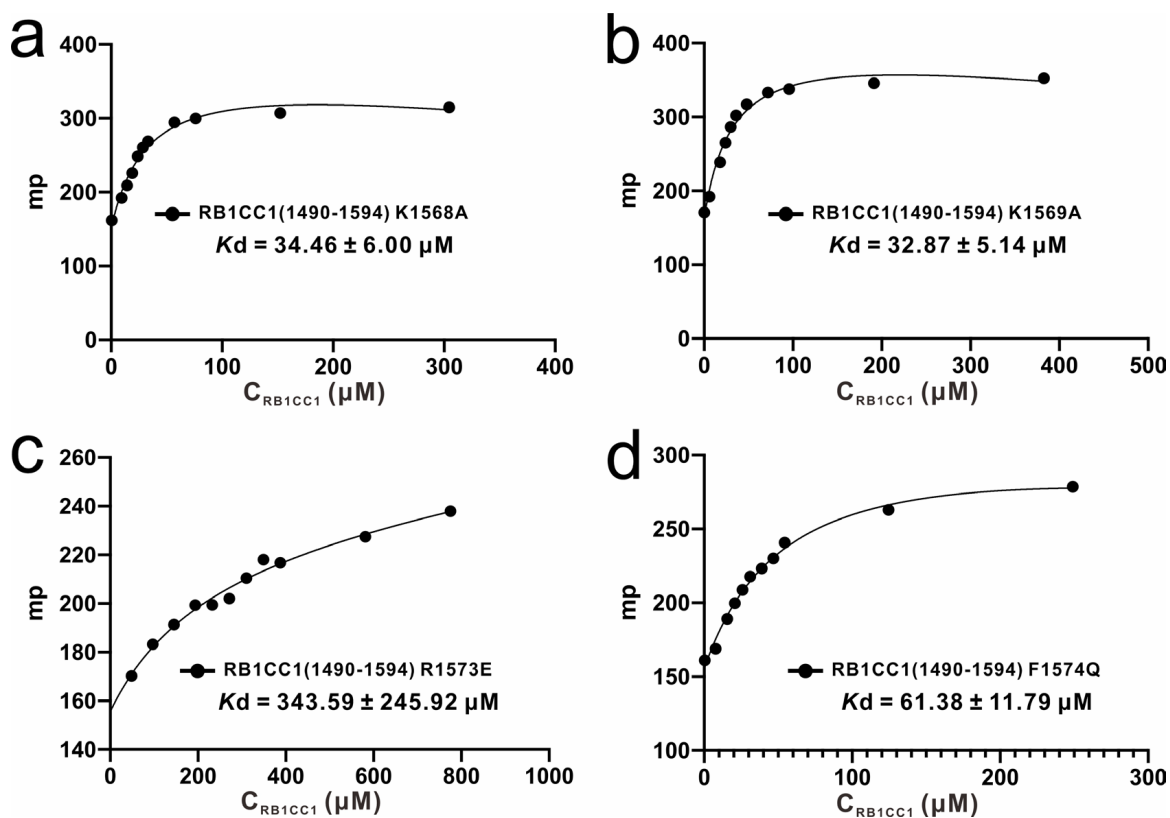 a
400
300
200
100
0
mp
RB1CC1(1490-1594) K1568A
Kd = 34.46 ± 6.00 µM
0 100 200 300 400
C_RB1CC1 (µM)
b
400
300
200
100
0
mp
RB1CC1(1490-1594) K1569A
Kd = 32.87 ± 5.14 µM
0 100 200 300 400 500
C_RB1CC1 (µM)
c
260
240
220
200
180
160
140
mp
RB1CC1(1490-1594) R1573E
Kd = 343.59 ± 245.92 µM
0 200 400 600 800 1000
C_RB1CC1 (µM)
d
300
250
200
150
100
mp
RB1CC1(1490-1594) F1574Q
Kd = 61.38 ± 11.79 µM
0 100 200 300
C_RB1CC1 (µM)